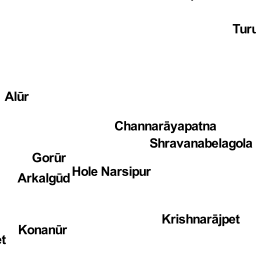 Turu
Alūr
Channarāyapatna
Shravanabelagola
Gorūr
Hole Narsipur
Arkalgūd
Krishnarājpet
Konanūr
et